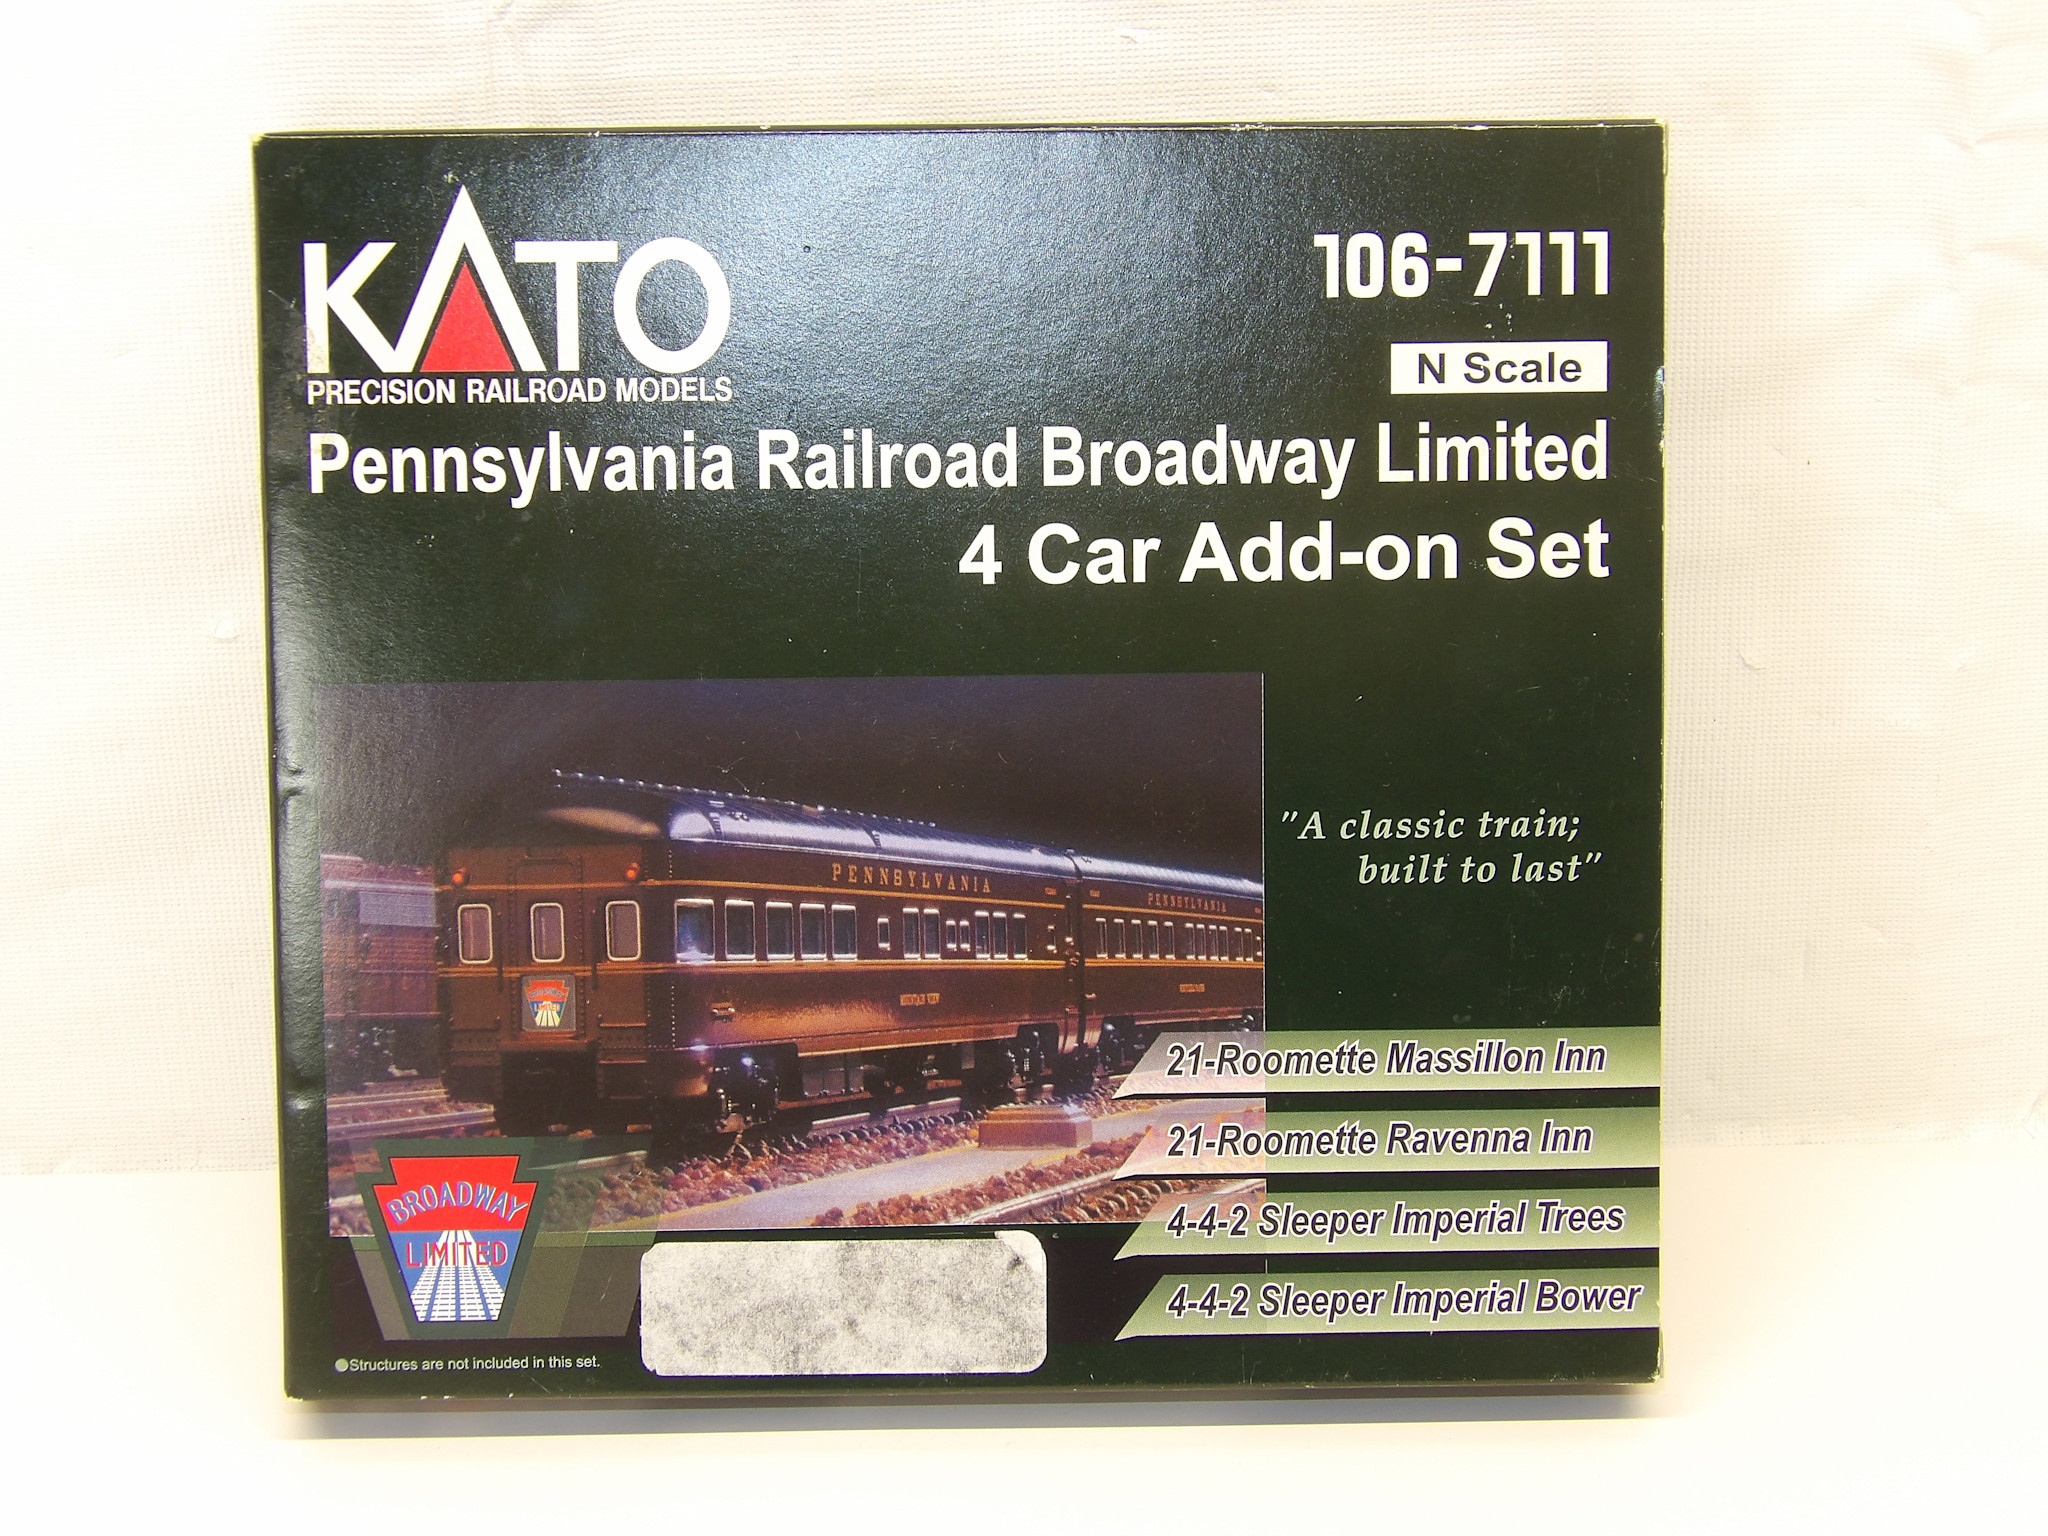 KATO
PRECISION RAILROAD MODELS
106-7111
N Scale
Pennsylvania Railroad Broadway Limited
4 Car Add-on Set
PENNSYLVANIA
PENNSYLVANIA
MOUNTAIN VIEW
"A classic train;
built to last"
21-Roomette Massillon Inn
21-Roomette Ravenna Inn
4-4-2 Sleeper Imperial Trees
4-4-2 Sleeper Imperial Bower
BROADWAY
LIMITED
●Structures are not included in this set.